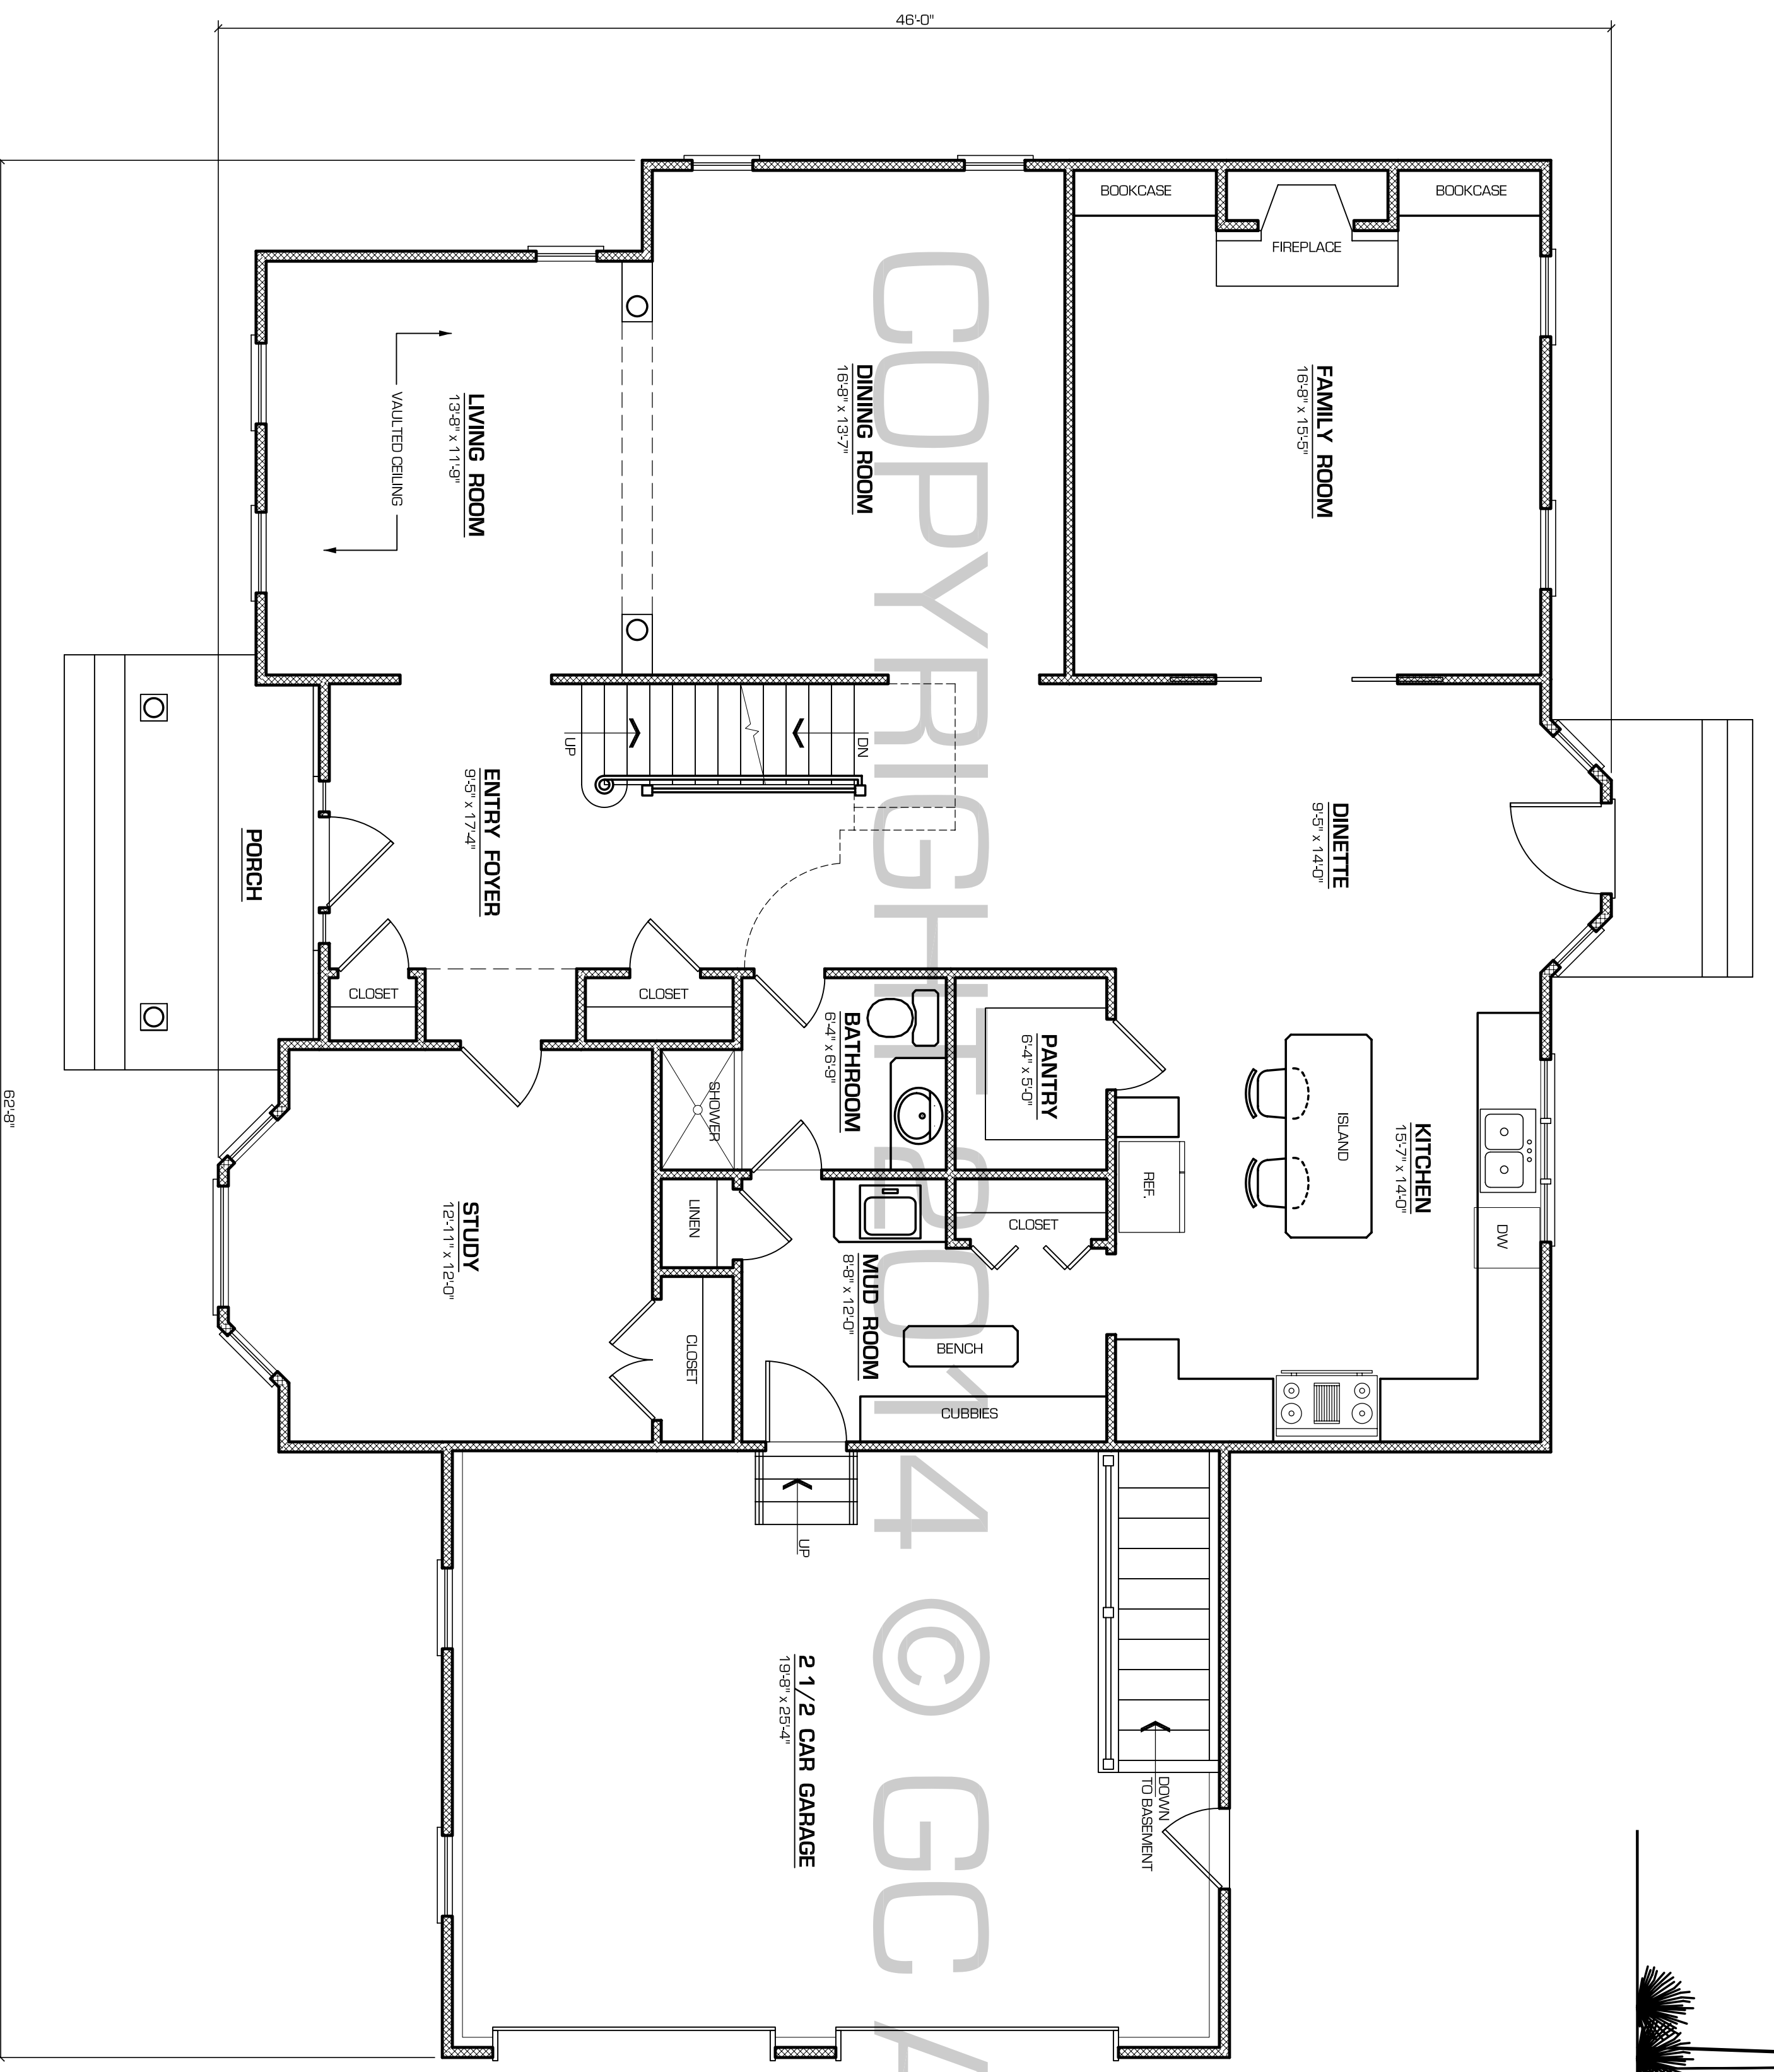 46'-0"
BOOKCASE
BOOKCASE
FIREPLACE
FAMILY ROOM
16'-8" x 15'-5"
DINING ROOM
16'-8" x 13'-7"
LIVING ROOM
13'-8" x 11'-9"
VAULTED CEILING
DINETTE
9'-5" x 14'-0"
UP
DN
ENTRY FOYER
9'-5" x 17'-4"
PORCH
KITCHEN
15'-7" x 14'-0"
ISLAND
DW
REF.
PANTRY
6'-4" x 5'-0"
BATHROOM
6'-4" x 6'-9"
CLOSET
CLOSET
SHOWER
LINEN
CLOSET
MUD ROOM
8'-8" x 12'-0"
BENCH
CUBBIES
CLOSET
STUDY
12'-11" x 12'-0"
UP
2 1/2 CAR GARAGE
19'-8" x 25'-4"
DOWN
TO BASEMENT
62'-8"
COPYRIGHT 2014 © GC A